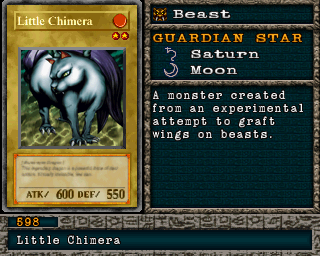 Little Chimera
ATK/ 600 DEF/ 550
Beast
GUARDIAN STAR
Saturn
Moon
A monster created
from an experimental
attempt to graft
wings on beasts.
598
Little Chimera